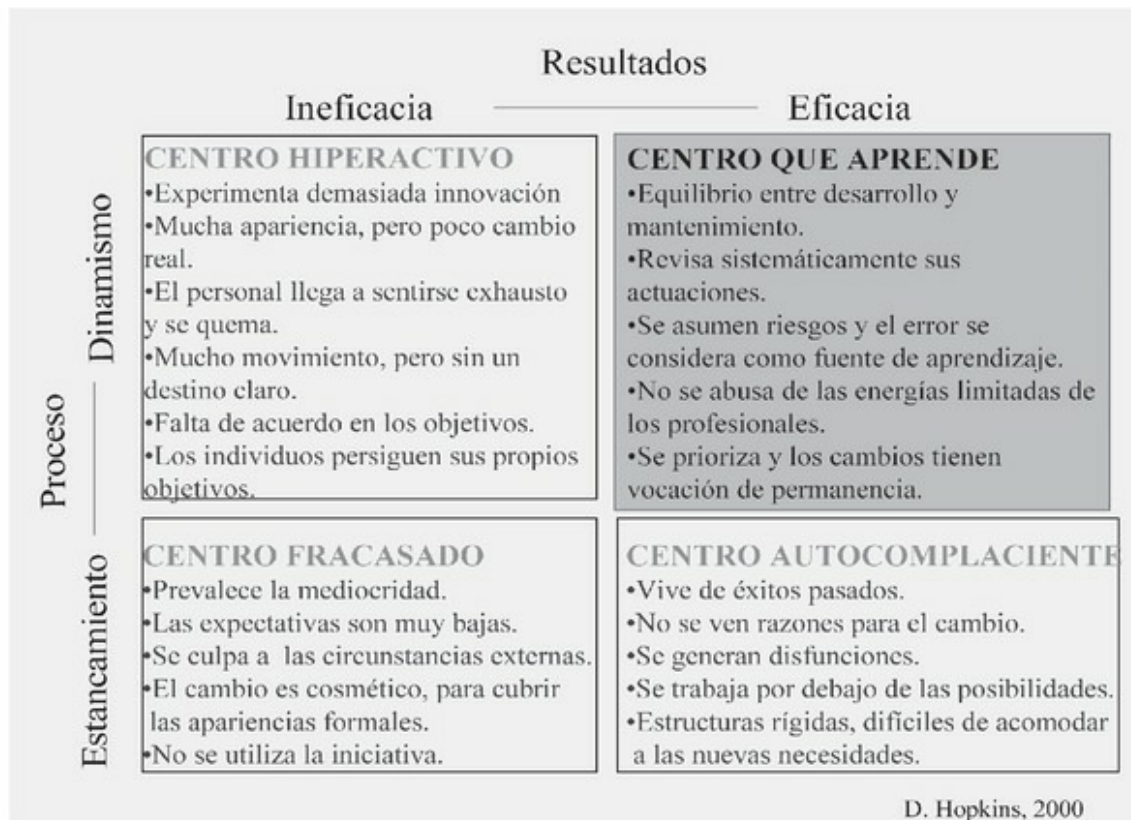 Resultados
Ineficacia
Eficacia
Proceso
Dinamismo
Estancamiento
CENTRO HIPERACTIVO
•Experimenta demasiada innovación
•Mucha apariencia, pero poco cambio
real.
•El personal llega a sentirse exhausto
y se quema.
•Mucho movimiento, pero sin un
destino claro.
•Falta de acuerdo en los objetivos.
•Los individuos persiguen sus propios
objetivos.
CENTRO QUE APRENDE
•Equilibrio entre desarrollo y
mantenimiento.
•Revisa sistemáticamente sus
actuaciones.
•Se asumen riesgos y el error se
considera como fuente de aprendizaje.
•No se abusa de las energías limitadas de
los profesionales.
•Se prioriza y los cambios tienen
vocación de permanencia.
CENTRO FRACASADO
•Prevalece la mediocridad.
•Las expectativas son muy bajas.
•Se culpa a las circunstancias externas.
•El cambio es cosmético, para cubrir
las apariencias formales.
•No se utiliza la iniciativa.
CENTRO AUTOCOMPLACIENTE
•Vive de éxitos pasados.
•No se ven razones para el cambio.
•Se generan disfunciones.
•Se trabaja por debajo de las posibilidades.
•Estructuras rígidas, difíciles de acomodar
a las nuevas necesidades.
D. Hopkins, 2000